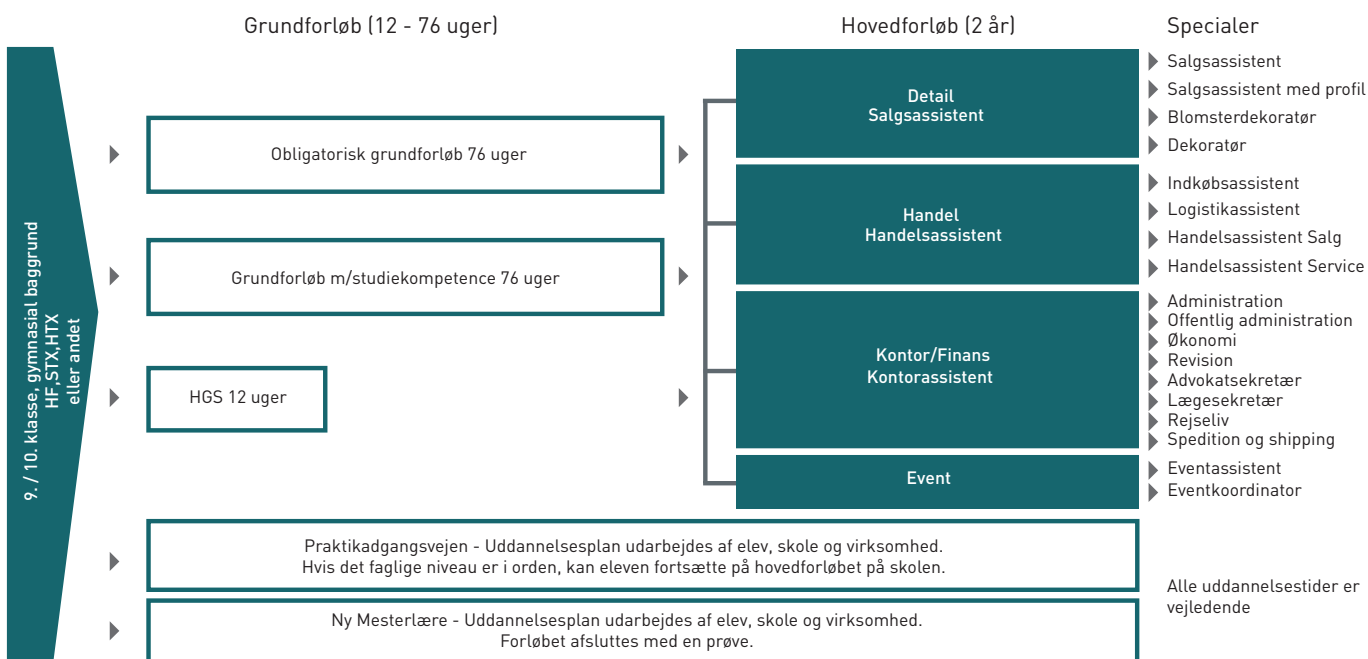 Grundforløb (12 - 76 uger)
Hovedforløb (2 år)
Specialer
9. / 10. klasse, gymnasial baggrund
HF,STX,HTX
eller andet
Obligatorisk grundforløb 76 uger
Grundforløb m/studiekompetence 76 uger
HGS 12 uger
Detail
Salgsassistent
Salgsassistent
Salgsassistent med profil
Blomsterdekoratør
Dekoratør
Handel
Handelsassistent
Indkøbsassistent
Logistikassistent
Handelsassistent Salg
Handelsassistent Service
Kontor/Finans
Kontorassistent
Administration
Offentlig administration
Økonomi
Revision
Advokatsekretær
Lægesekretær
Rejseliv
Spedition og shipping
Event
Eventassistent
Eventkoordinator
Praktikadgangsvejen - Uddannelsesplan udarbejdes af elev, skole og virksomhed.
Hvis det faglige niveau er i orden, kan eleven fortsætte på hovedforløbet på skolen.
Ny Mesterlære - Uddannelsesplan udarbejdes af elev, skole og virksomhed.
Forløbet afsluttes med en prøve.
Alle uddannelsestider er
vejledende